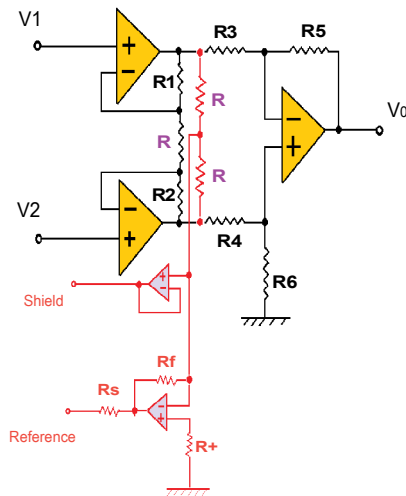 V1
+
−
R1
R3
R5
R
R
−
+
Vo
V2
−
+
R2
R
R4
R6
Shield
+
−
Rf
Rs
−
+
Reference
R+